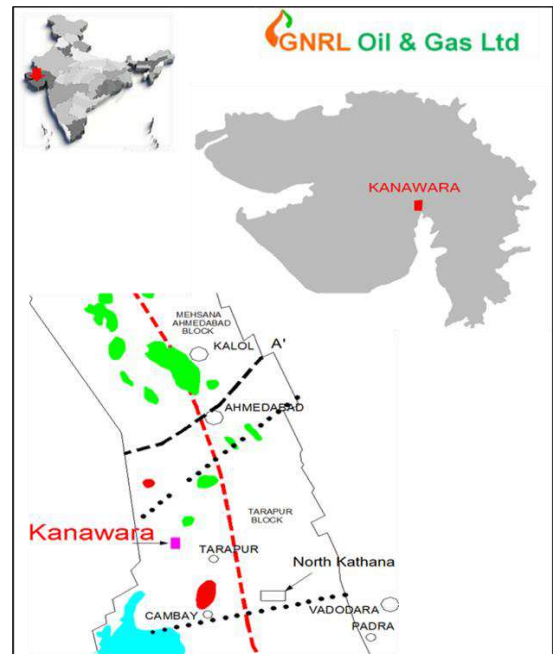 GNRL Oil & Gas Ltd
KANAWARA
MEHSANA
AHMEDABAD
BLOCK
KALOL
A'
AHMEDABAD
TARAPUR
BLOCK
Kanawara
TARAPUR
North Kathana
CAMBAY
VADODARA
PADRA